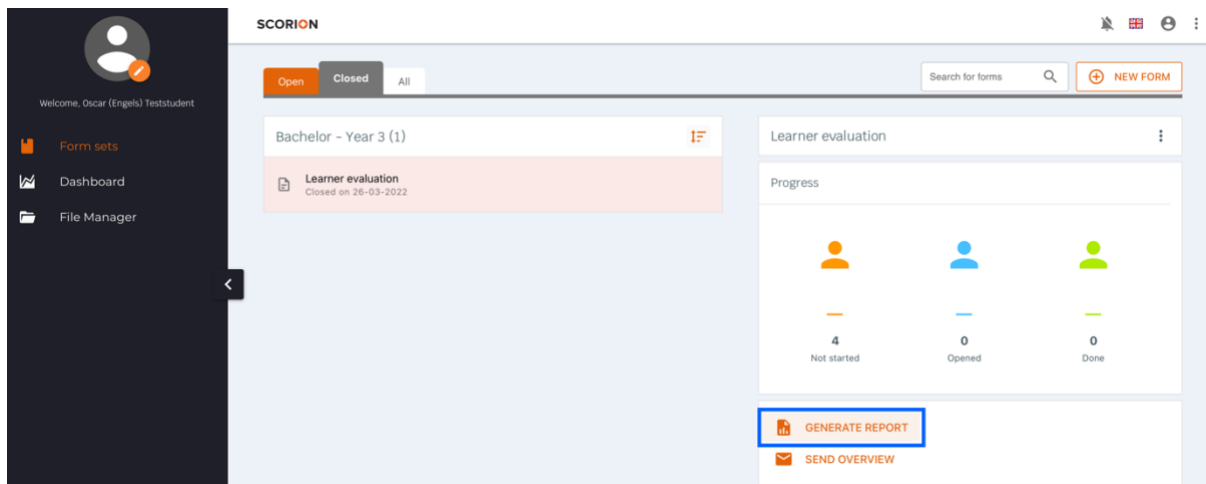 SCORION
Welcome, Oscar (Engels) Teststudent
Form sets
Dashboard
File Manager
Open
Closed
All
Search for forms
NEW FORM
Bachelor - Year 3 (1)
Learner evaluation
Closed on 26-03-2022
Learner evaluation
Progress
4
Not started
0
Opened
0
Done
GENERATE REPORT
SEND OVERVIEW